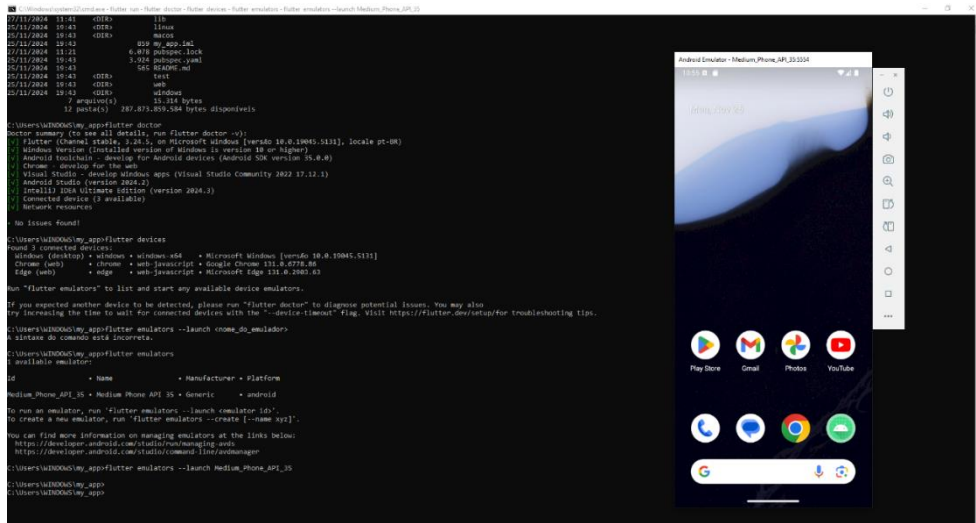 C:\Windows\system32\cmd.exe - flutter run - flutter doctor - flutter devices - flutter emulators - flutter emulators --launch Medium_Phone_API_35
27/11/2024 11:41 <DIR> lib
25/11/2024 19:43 <DIR> linux
25/11/2024 19:43 <DIR> macos
25/11/2024 19:43 859 my_app.iml
27/11/2024 11:21 6.078 pubspec.lock
25/11/2024 19:43 3.924 pubspec.yaml
25/11/2024 19:43 565 README.md
25/11/2024 19:43 <DIR> test
25/11/2024 19:43 <DIR> web
25/11/2024 19:43 <DIR> windows
7 arquivo(s) 15.314 bytes
12 pasta(s) 287.873.859.584 bytes disponíveis
C:\Users\WINDOWS\my_app>flutter doctor
Doctor summary (to see all details, run flutter doctor -v):
[√] Flutter (Channel stable, 3.24.5, on Microsoft Windows [versão 10.0.19045.5131], locale pt-BR)
[√] Windows Version (Installed version of Windows is version 10 or higher)
[√] Android toolchain - develop for Android devices (Android SDK version 35.0.0)
[√] Chrome - develop for the web
[√] Visual Studio - develop Windows apps (Visual Studio Community 2022 17.12.1)
[√] Android Studio (version 2024.2)
[√] IntelliJ IDEA Ultimate Edition (version 2024.3)
[√] Connected device (3 available)
[√] Network resources
• No issues found!
C:\Users\WINDOWS\my_app>flutter devices
Found 3 connected devices:
Windows (desktop) • windows • windows-x64 • Microsoft Windows [versão 10.0.19045.5131]
Chrome (web) • chrome • web-javascript • Google Chrome 131.0.6778.86
Edge (web) • edge • web-javascript • Microsoft Edge 131.0.2903.63
Run "flutter emulators" to list and start any available device emulators.
If you expected another device to be detected, please run "flutter doctor" to diagnose potential issues. You may also
try increasing the time to wait for connected devices with the "--device-timeout" flag. Visit https://flutter.dev/setup/ for troubleshooting tips.
C:\Users\WINDOWS\my_app>flutter emulators --launch <nome_do_emulador>
A sintaxe do comando está incorreta.
C:\Users\WINDOWS\my_app>flutter emulators
1 available emulator:
Id • Name • Manufacturer • Platform
Medium_Phone_API_35 • Medium Phone API 35 • Generic • android
To run an emulator, run 'flutter emulators --launch <emulator id>'.
To create a new emulator, run 'flutter emulators --create [--name xyz]'.
You can find more information on managing emulators at the links below:
https://developer.android.com/studio/run/managing-avds
https://developer.android.com/studio/command-line/avdmanager
C:\Users\WINDOWS\my_app>flutter emulators --launch Medium_Phone_API_35
C:\Users\WINDOWS\my_app>
C:\Users\WINDOWS\my_app>
Android Emulator - Medium_Phone_API_35:5554
Play Store
Gmail
Photos
YouTube